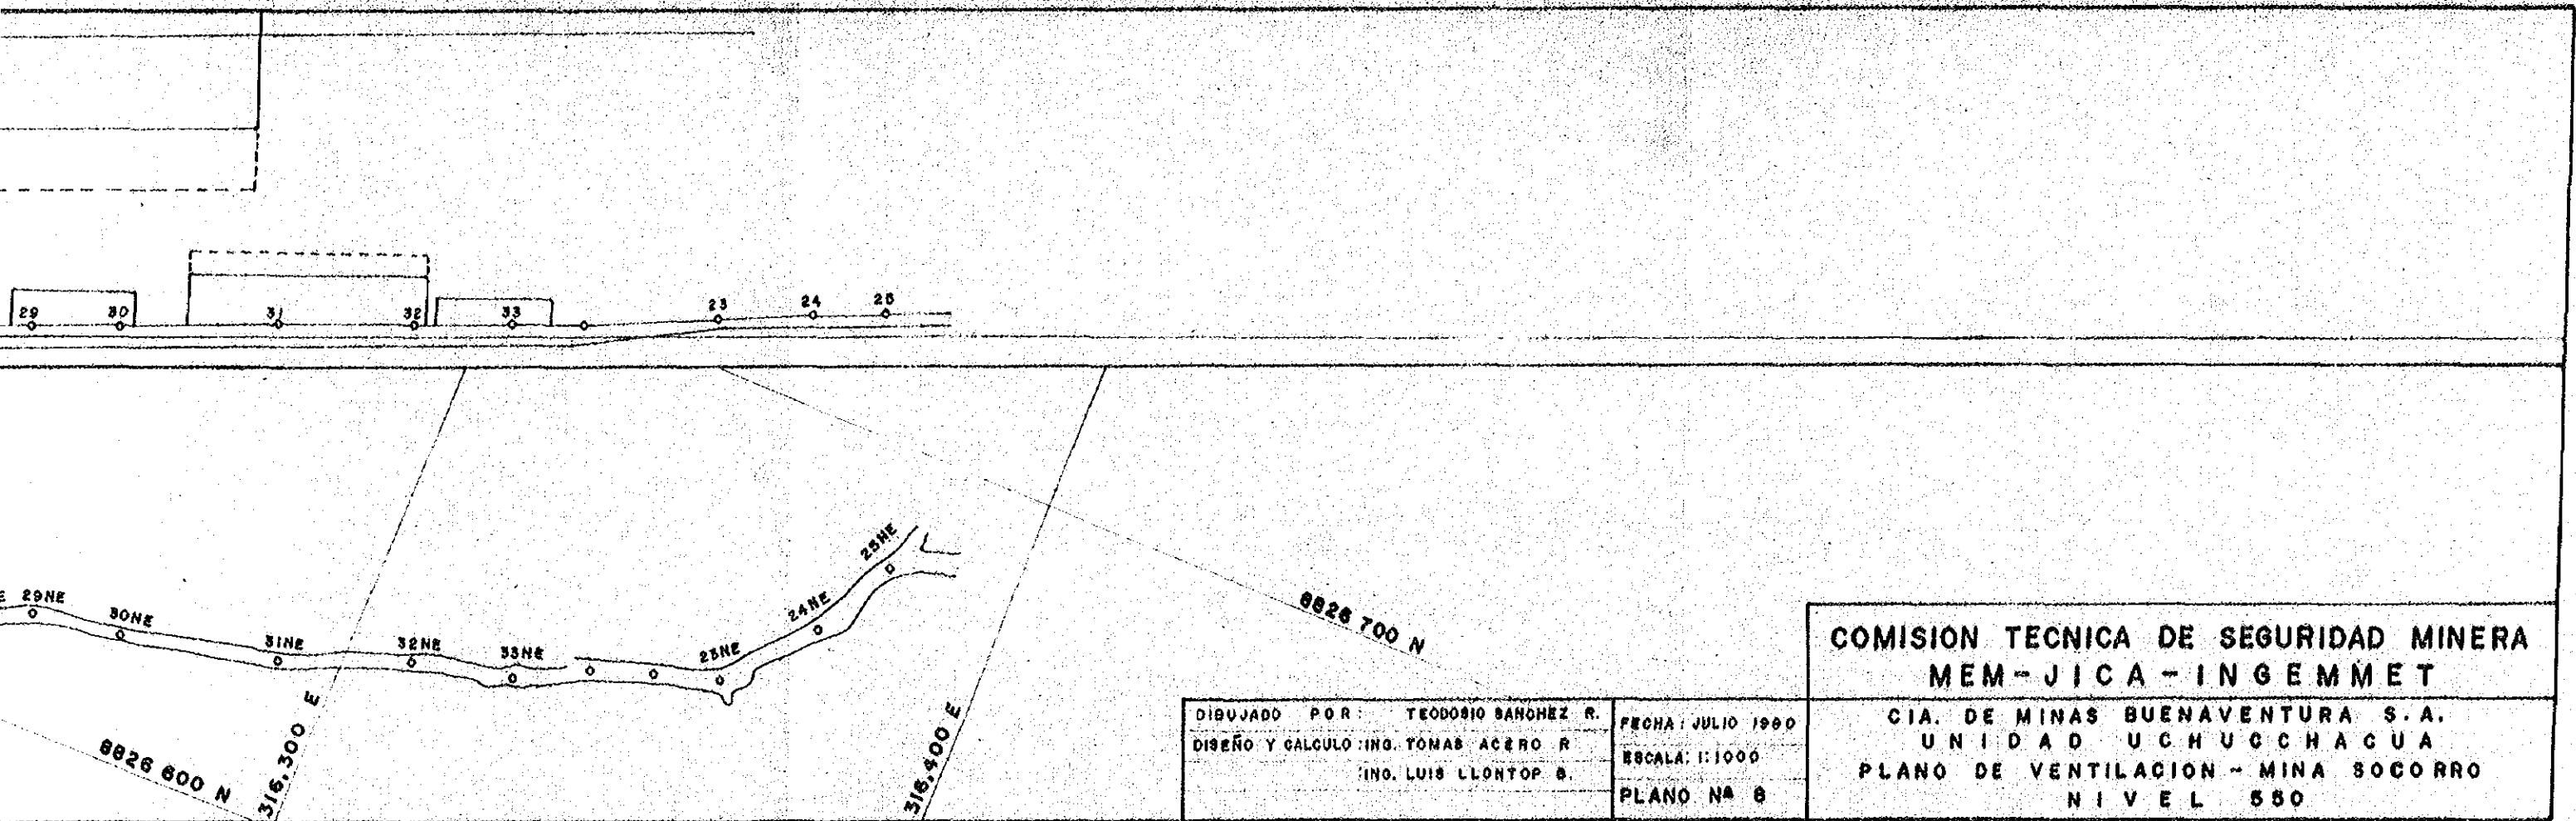 29 30 31 32 33 23 24 25
29NE
30NE
31NE
32NE
33NE
23NE
24NE
25NE
8826 700 N
316,300 E
316,400 E
COMISION TECNICA DE SEGURIDAD MINERA
MEM-JICA-INGEMMET
DIBUJADO POR: TEODOSIO SANCHEZ R.
DISEÑO Y CALCULO: ING. TOMAS ACERO R
ING. LUIS LLONTOP B.
FECHA: JULIO 1980
ESCALA: 1:1000
PLANO Nº 8
CIA. DE MINAS BUENAVENTURA S.A.
UNIDAD UCHUCCHACUA
PLANO DE VENTILACION - MINA SOCORRO
NIVEL 550
8826 600 N